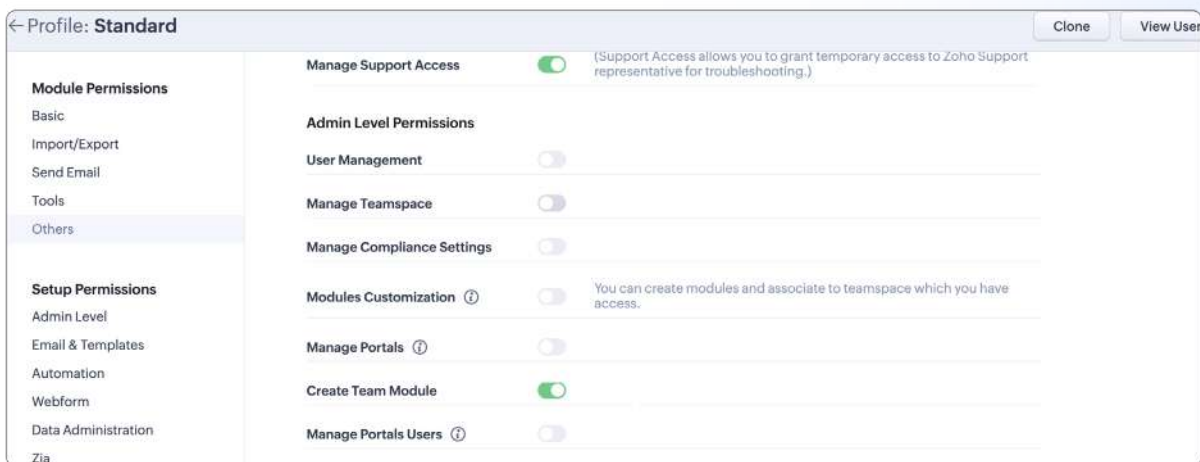 ←Profile: Standard
Clone
View User
Module Permissions
Basic
Import/Export
Send Email
Tools
Others
Setup Permissions
Admin Level
Email & Templates
Automation
Webform
Data Administration
Zia
Manage Support Access
(Support Access allows you to grant temporary access to Zoho Support
representative for troubleshooting.)
Admin Level Permissions
User Management
Manage Teamspace
Manage Compliance Settings
Modules Customization
You can create modules and associate to teamspace which you have
access.
Manage Portals
Create Team Module
Manage Portals Users